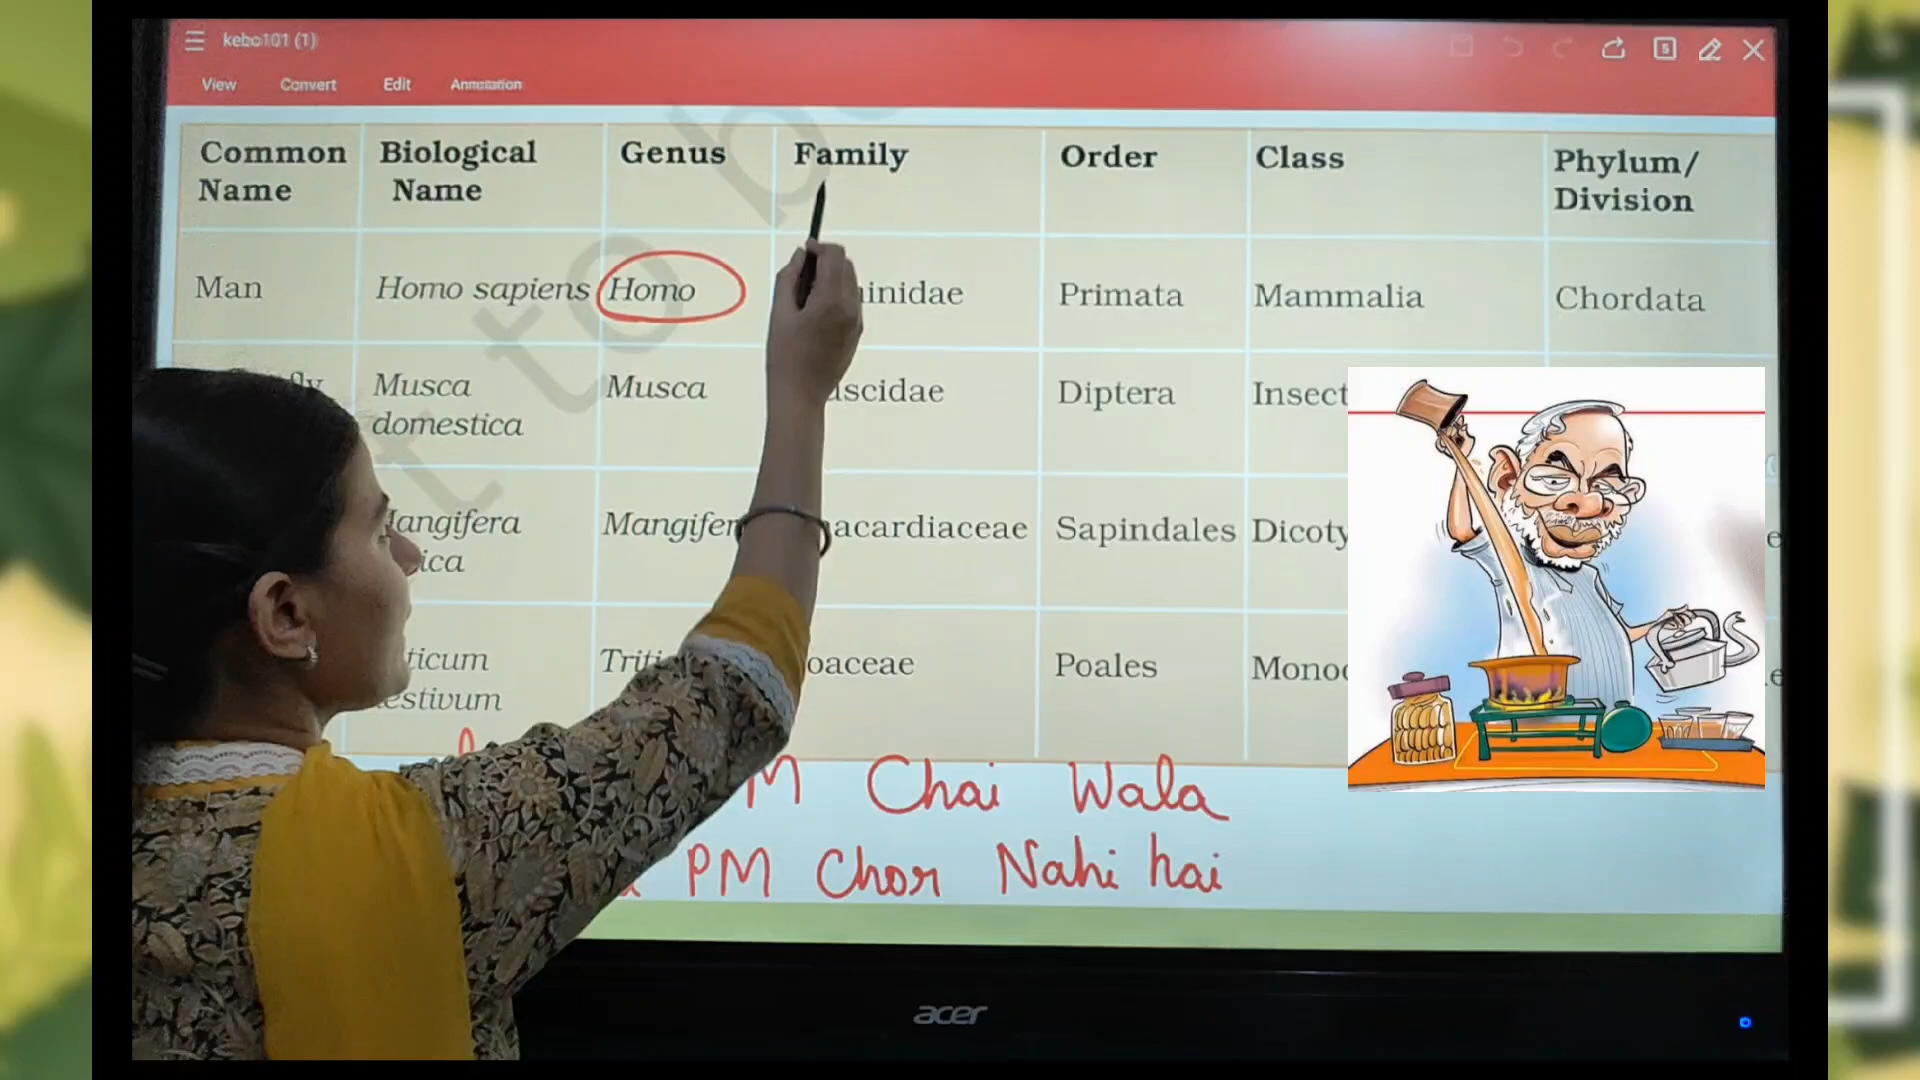 kebo101 (1)
View Convert Edit Annotation
Common Name Biological Name Genus Family Order Class Phylum/ Division
Man Homo sapiens Homo inidae Primata Mammalia Chordata
Musca domestica Musca scidae Diptera Insect
angifera ica Mangifer acardiaceae Sapindales Dicoty
ticum estivum Triti oaceae Poales Mono
M Chai Wala
PM Chor Nahi hai
acer